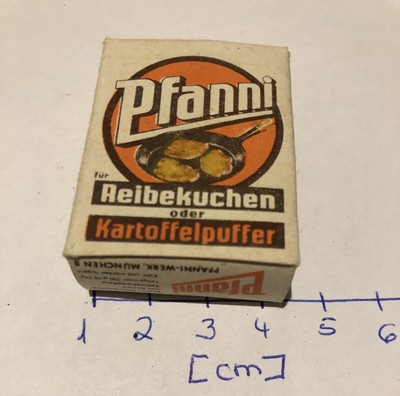 Pfanni
für
Reibekuchen
oder
Kartoffelpuffer
PFANNI-WERK, MÜNCHEN 8
Pfanni
1 2 3 4 5 6
[cm]